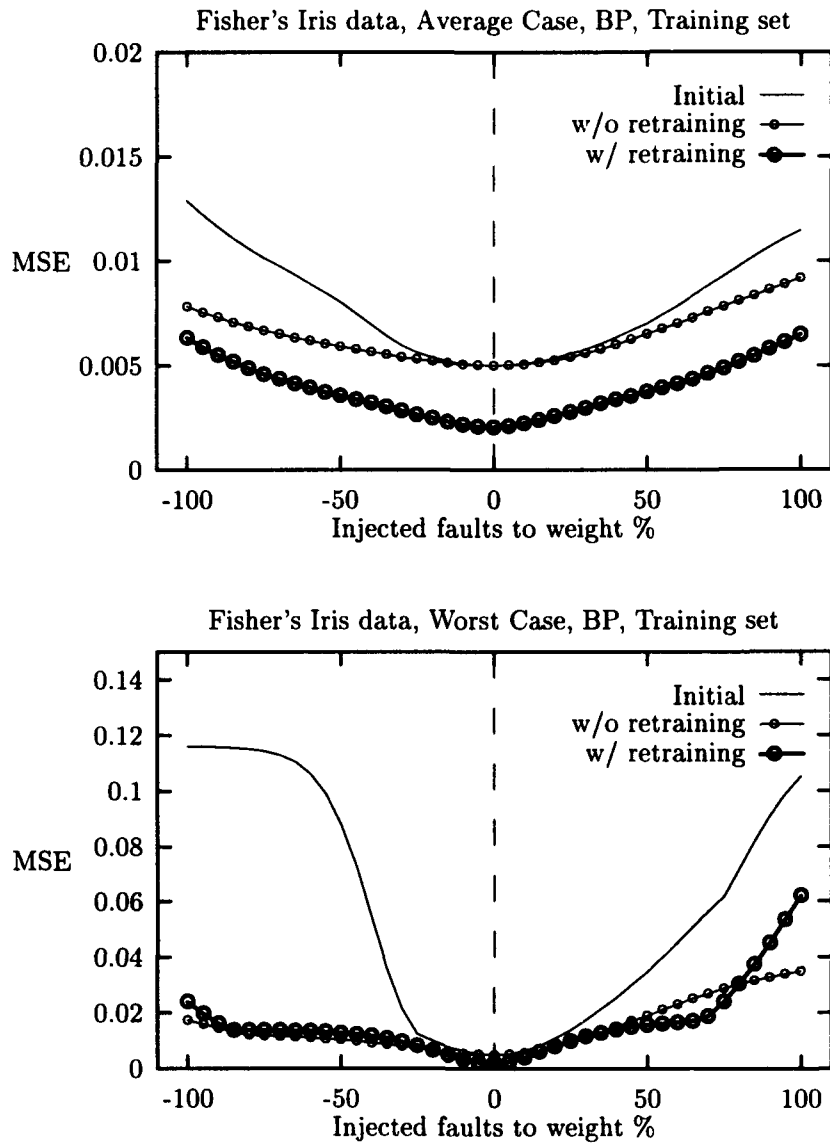 Fisher's Iris data, Average Case, BP, Training set
0.02
Initial
w/o retraining
w/ retraining
0.015
MSE
0.01
0.005
0
-100
-50
0
50
100
Injected faults to weight %
Fisher's Iris data, Worst Case, BP, Training set
0.14
Initial
w/o retraining
0.12
w/ retraining
0.1
MSE
0.08
0.06
0.04
0.02
0
-100
-50
0
50
100
Injected faults to weight %